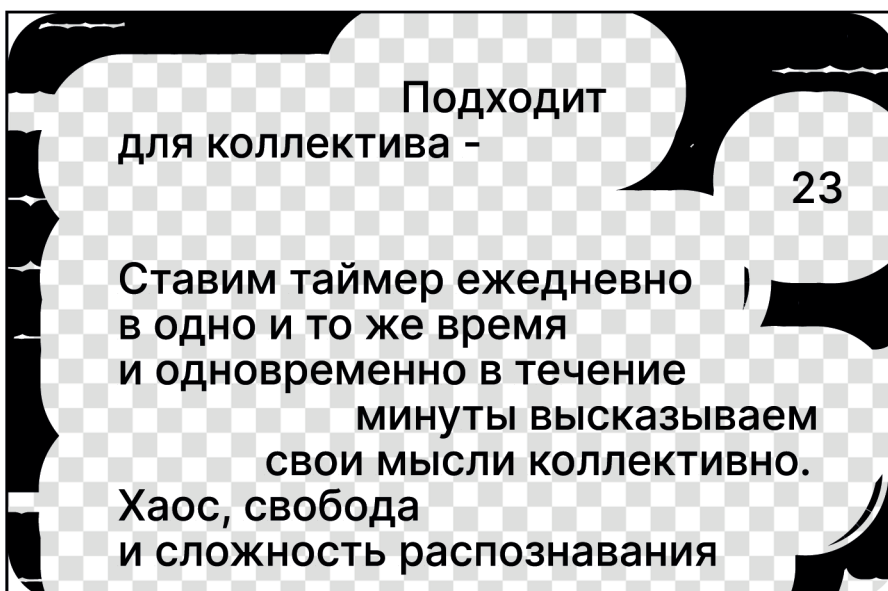 Подходит
для коллектива -
23
Ставим таймер ежедневно
в одно и то же время
и одновременно в течение
минуты высказываем
свои мысли коллективно.
Хаос, свобода
и сложность распознавания